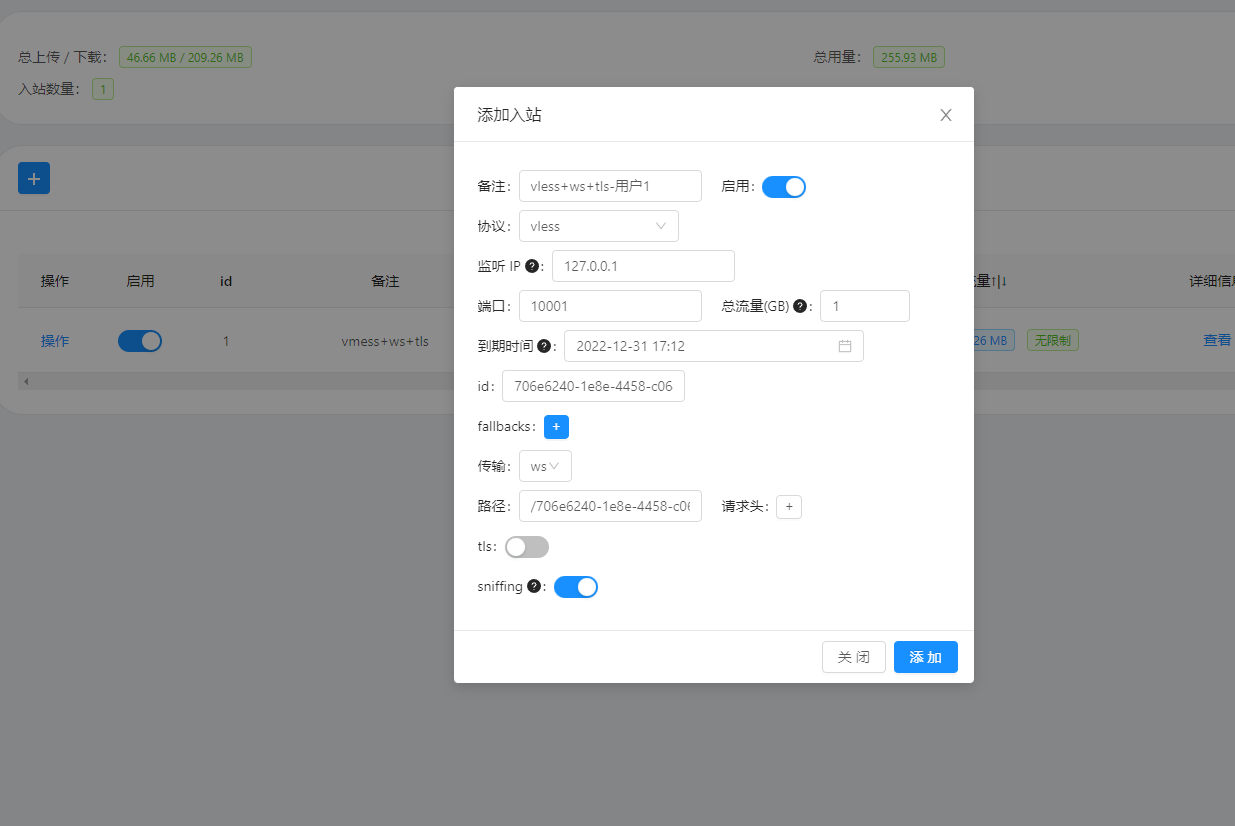 总上传 / 下载： 46.66 MB / 209.26 MB 总用量： 255.93 MB
入站数量： 1
添加入站
+
备注： vless+ws+tls-用户1 启用：
协议： vless
监听 IP ? : 127.0.0.1
操作 启用 id 备注 流量↑|↓ 详细信息
端口： 10001 总流量(GB) ? : 1
操作 1 vmess+ws+tls 26 MB 无限制 查看
到期时间 ? : 2022-12-31 17:12
id： 706e6240-1e8e-4458-c06
fallbacks： +
传输： ws
路径： /706e6240-1e8e-4458-c06 请求头： +
tls：
sniffing ? :
关 闭 添 加